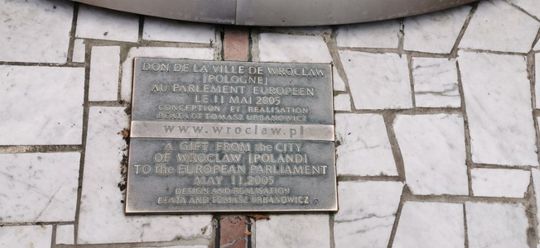 DON DE LA VILLE DE WROCLAW
[POLOGNE]
AU PARLEMENT EUROPEEN
LE 11 MAI 2005
CONCEPTION ET REALISATION
BEATA ET TOMASZ URBANOWICZ
www.wroclaw.pl
A GIFT FROM the CITY
OF WROCLAW [POLAND]
TO the EUROPEAN PARLIAMENT
MAY 11.2005
DESIGN AND REALISATION
BEATA AND TOMASZ URBANOWICZ